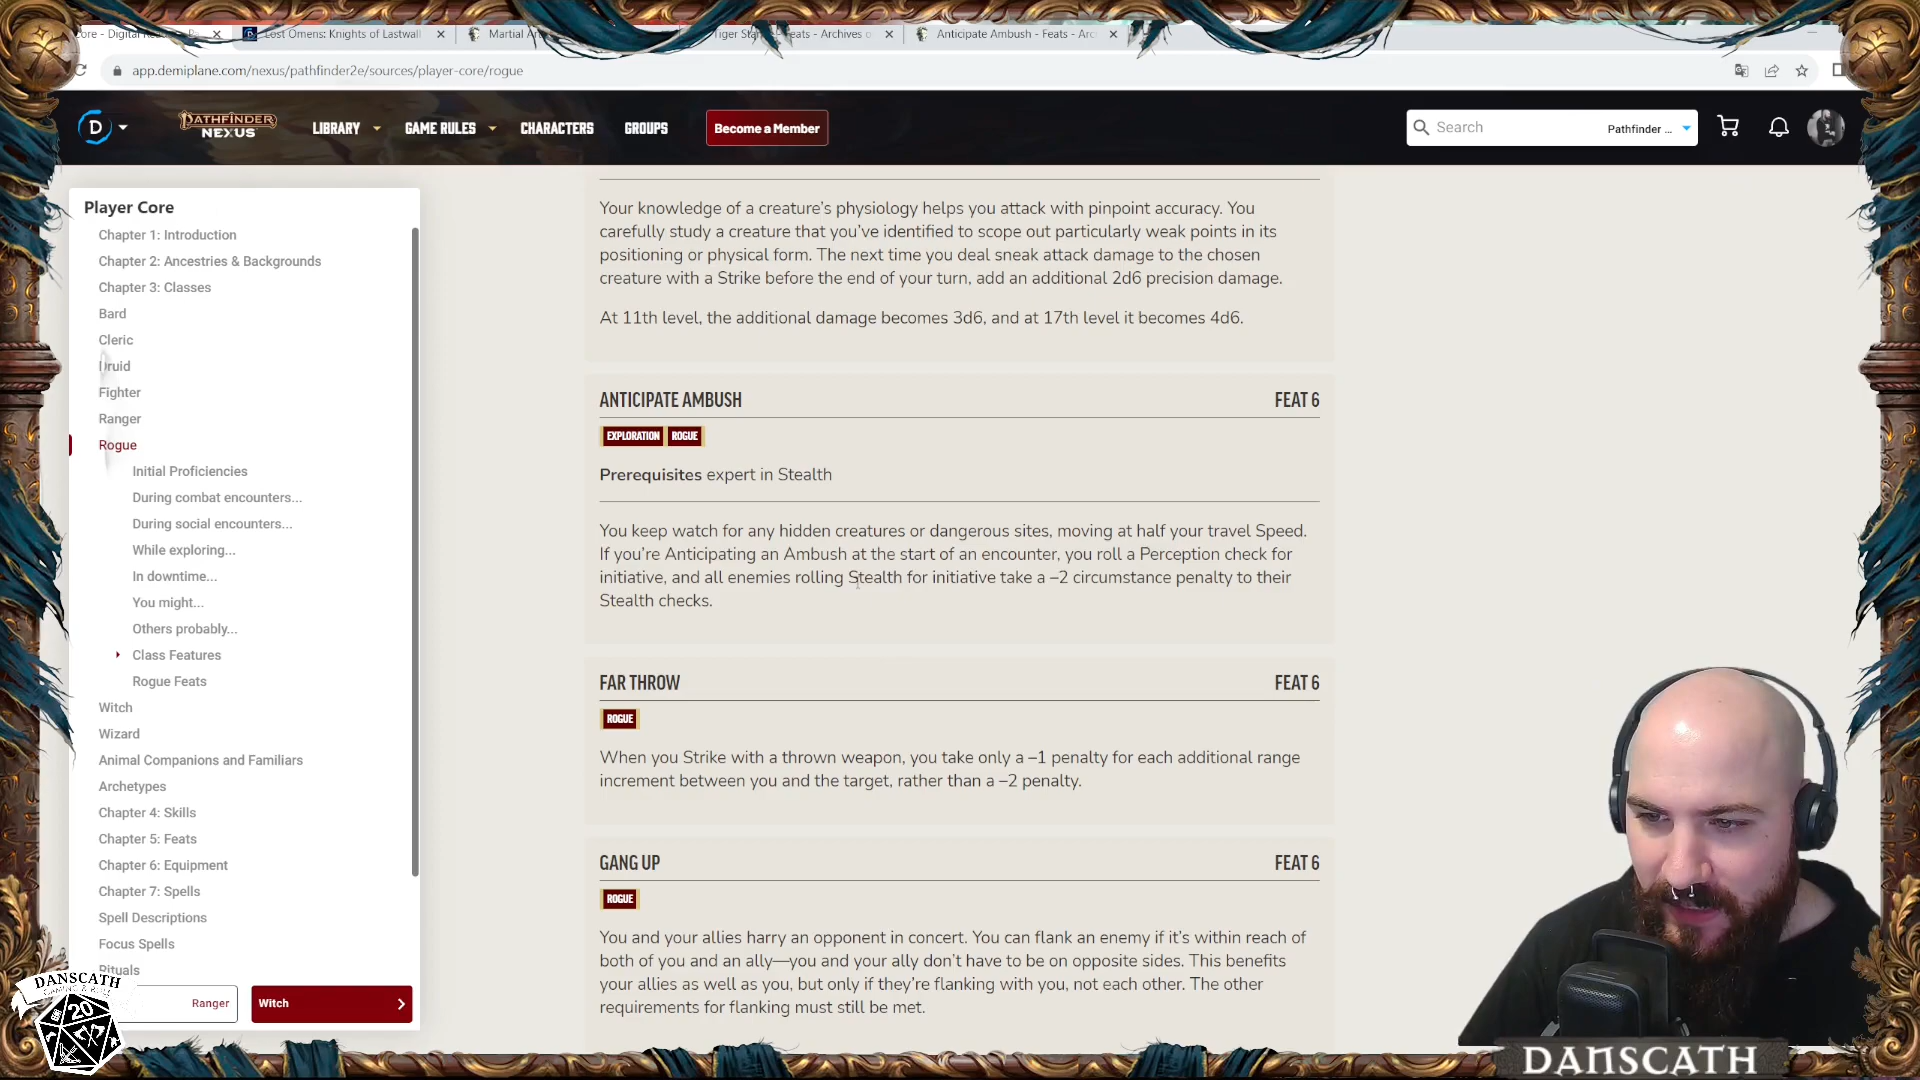 Core - Digital Rea
Lost Omens: Knights of Lastwall
Martial Ar
Tiger Sta
Feats - Archives o
Anticipate Ambush - Feats - Arc
app.demiplane.com/nexus/pathfinder2e/sources/player-core/rogue
D
PATHFINDER
NEXUS
LIBRARY
GAME RULES
CHARACTERS
GROUPS
Become a Member
Search
Pathfinder ...
Player Core
Chapter 1: Introduction
Chapter 2: Ancestries & Backgrounds
Chapter 3: Classes
Bard
Cleric
Druid
Fighter
Ranger
Rogue
Initial Proficiencies
During combat encounters...
During social encounters...
While exploring...
In downtime...
You might...
Others probably...
Class Features
Rogue Feats
Witch
Wizard
Animal Companions and Familiars
Archetypes
Chapter 4: Skills
Chapter 5: Feats
Chapter 6: Equipment
Chapter 7: Spells
Spell Descriptions
Focus Spells
Rituals
Ranger
Witch
Your knowledge of a creature's physiology helps you attack with pinpoint accuracy. You
carefully study a creature that you've identified to scope out particularly weak points in its
positioning or physical form. The next time you deal sneak attack damage to the chosen
creature with a Strike before the end of your turn, add an additional 2d6 precision damage.
At 11th level, the additional damage becomes 3d6, and at 17th level it becomes 4d6.
ANTICIPATE AMBUSH FEAT 6
EXPLORATION ROGUE
Prerequisites expert in Stealth
You keep watch for any hidden creatures or dangerous sites, moving at half your travel Speed.
If you're Anticipating an Ambush at the start of an encounter, you roll a Perception check for
initiative, and all enemies rolling Stealth for initiative take a –2 circumstance penalty to their
Stealth checks.
FAR THROW FEAT 6
ROGUE
When you Strike with a thrown weapon, you take only a –1 penalty for each additional range
increment between you and the target, rather than a –2 penalty.
GANG UP FEAT 6
ROGUE
You and your allies harry an opponent in concert. You can flank an enemy if it's within reach of
both of you and an ally—you and your ally don't have to be on opposite sides. This benefits
your allies as well as you, but only if they're flanking with you, not each other. The other
requirements for flanking must still be met.
DANSCATH
20
DANSCATH